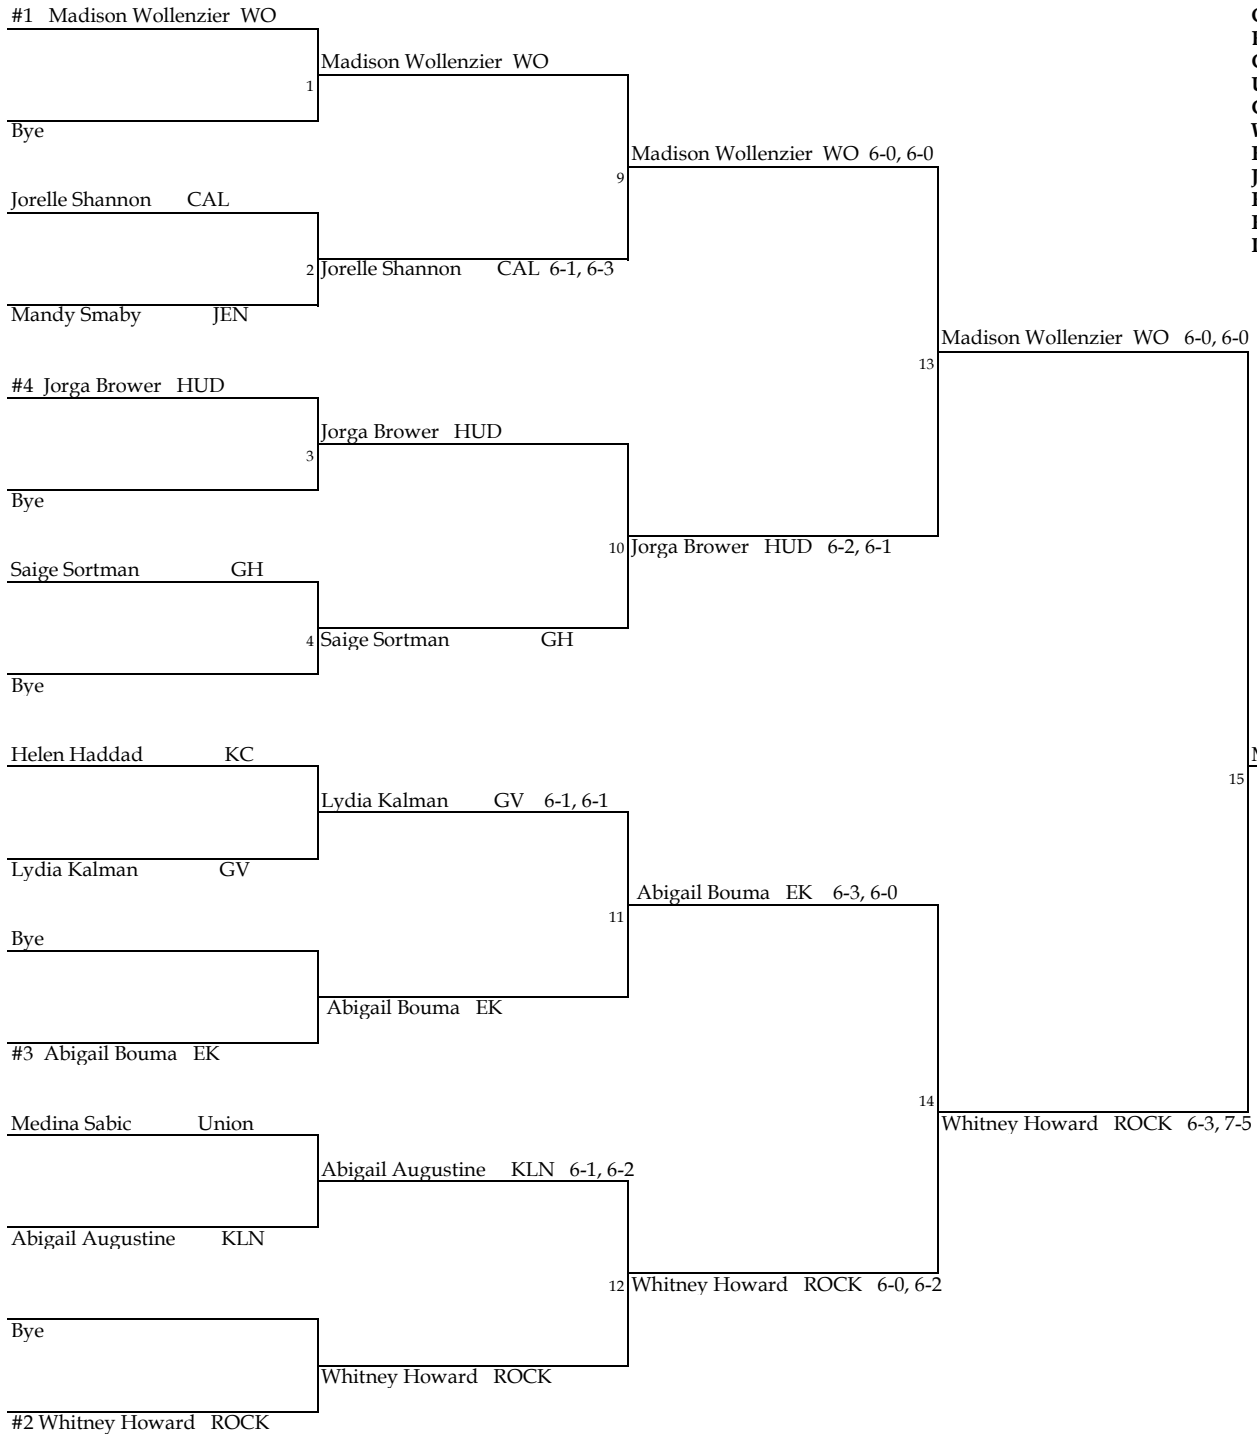 #1 Madison Wollenzier WO
Madison Wollenzier WO
1
Bye
Madison Wollenzier WO 6-0, 6-0
9
Jorelle Shannon CAL
2 Jorelle Shannon CAL 6-1, 6-3
Mandy Smaby JEN
Madison Wollenzier WO 6-0, 6-0
13
#4 Jorga Brower HUD
Jorga Brower HUD
3
Bye
10 Jorga Brower HUD 6-2, 6-1
Saige Sortman GH
4 Saige Sortman GH
Bye
Helen Haddad KC
15
Lydia Kalman GV 6-1, 6-1
Lydia Kalman GV
Abigail Bouma EK 6-3, 6-0
11
Bye
Abigail Bouma EK
#3 Abigail Bouma EK
14
Medina Sabic Union
Whitney Howard ROCK 6-3, 7-5
Abigail Augustine KLN 6-1, 6-2
Abigail Augustine KLN
12 Whitney Howard ROCK 6-0, 6-2
Bye
Whitney Howard ROCK
#2 Whitney Howard ROCK